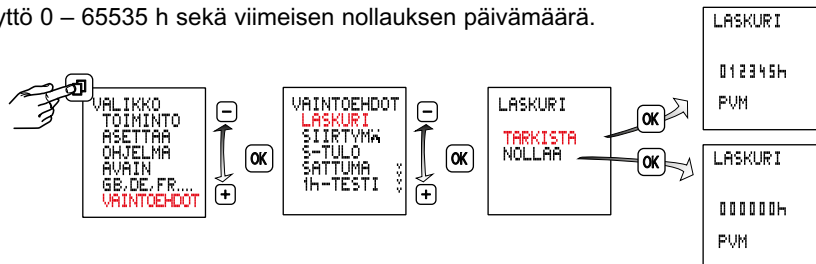 yttö 0 – 65535 h sekä viimeisen nollauksen päivämäärä.
VALIKKO
TOIMINTO
ASETTAA
OHJELMA
AVAIN
GB,DE,FR....
VAINTOEHDOT
−
OK
+
VAINTOEHDOT
LASKURI
SIIRTYMÄ
S-TULO
SATTUMA
1h-TESTI
−
OK
+
LASKURI
TARKISTA
NOLLAA
OK
OK
LASKURI
012345h
PVM
LASKURI
000000h
PVM